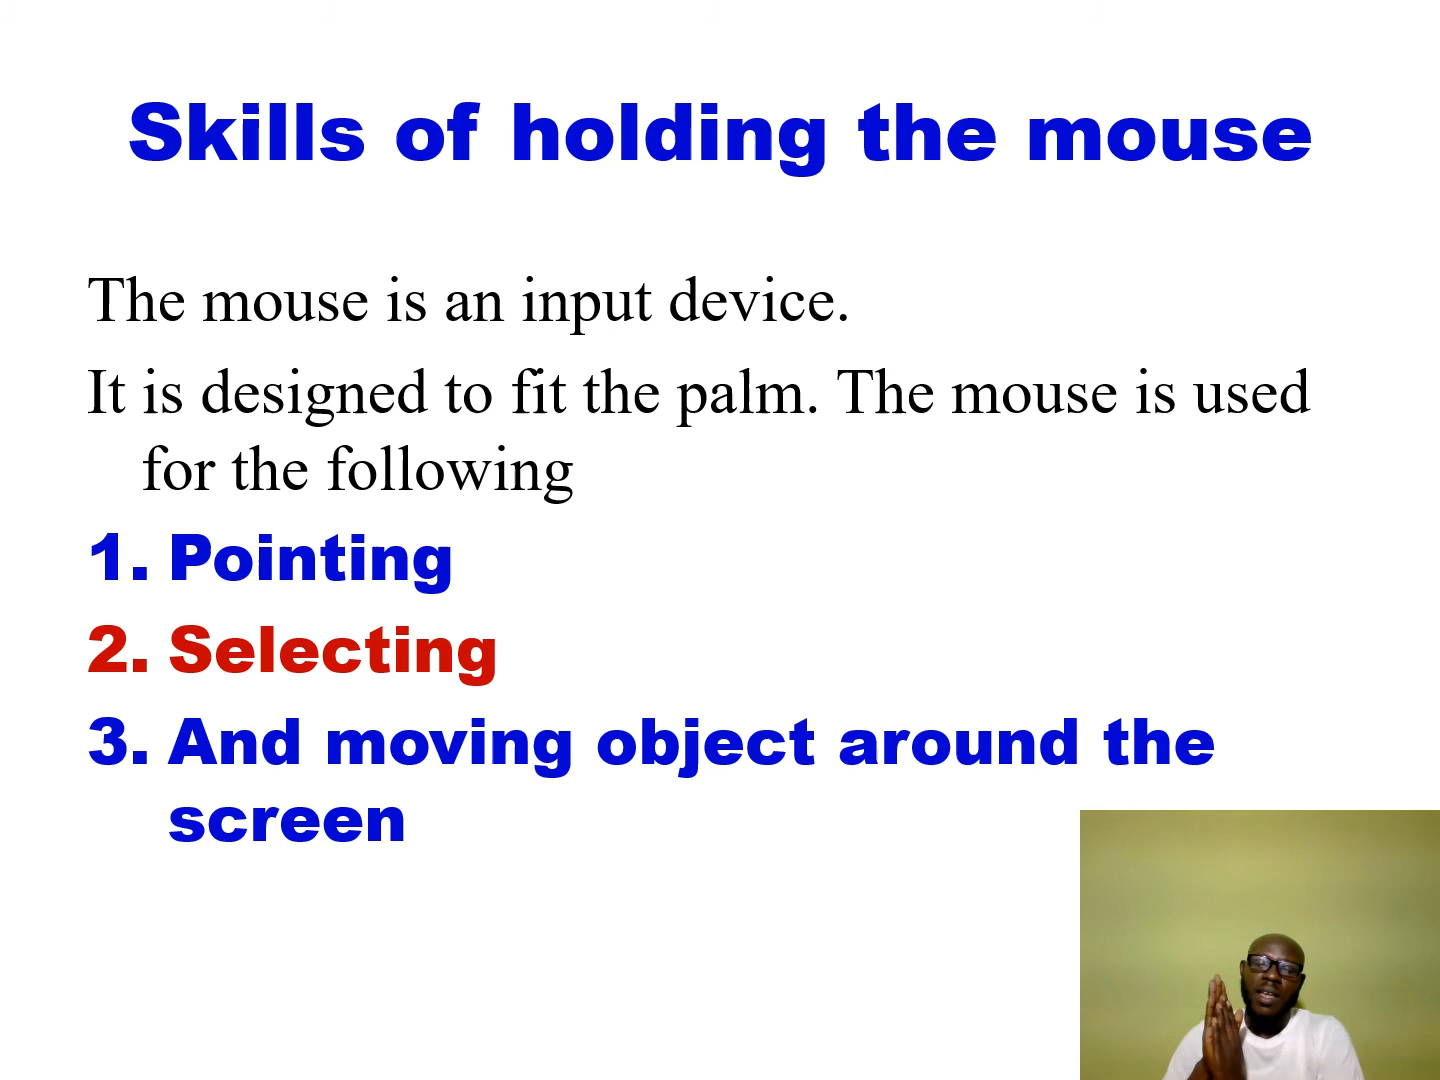 Skills of holding the mouse
The mouse is an input device.
It is designed to fit the palm. The mouse is used
for the following
1. Pointing
2. Selecting
3. And moving object around the
screen